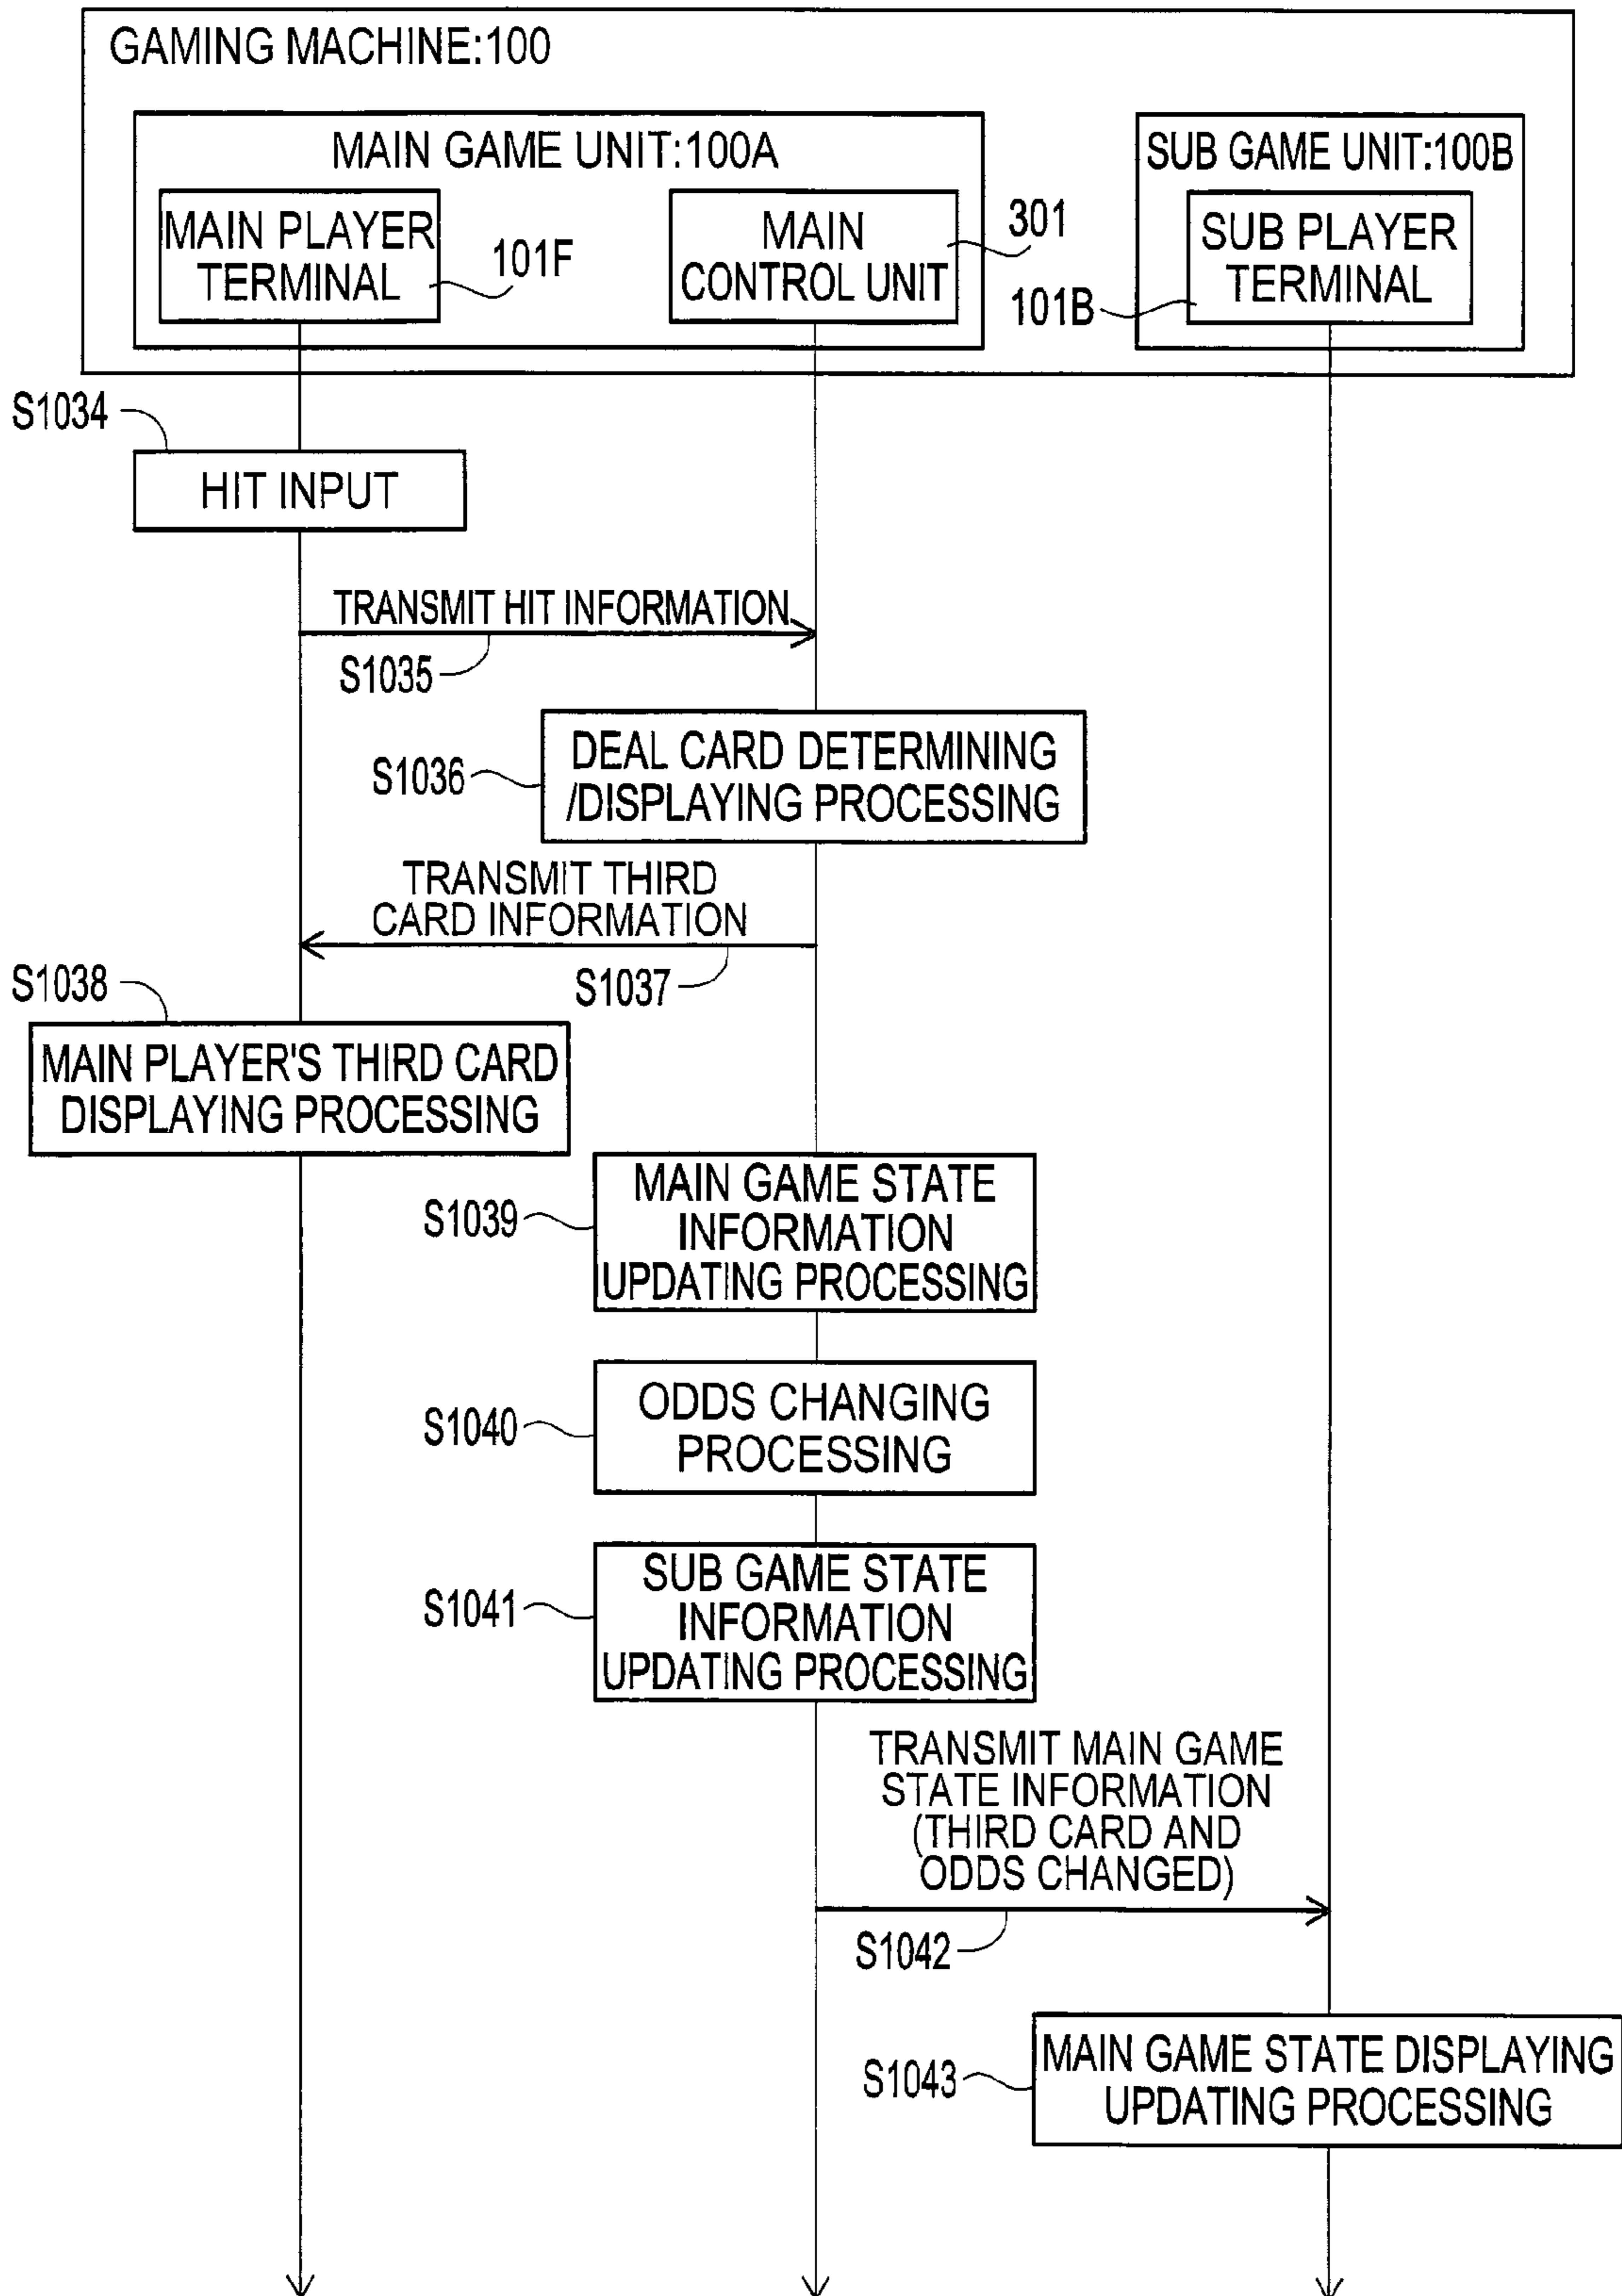 GAMING MACHINE:100
MAIN GAME UNIT:100A
SUB GAME UNIT:100B
MAIN PLAYER
TERMINAL
101F
MAIN
CONTROL UNIT
301
SUB PLAYER
TERMINAL
101B
S1034
HIT INPUT
TRANSMIT HIT INFORMATION
S1035
DEAL CARD DETERMINING
/DISPLAYING PROCESSING
S1036
TRANSMIT THIRD
CARD INFORMATION
S1037
S1038
MAIN PLAYER'S THIRD CARD
DISPLAYING PROCESSING
MAIN GAME STATE
INFORMATION
UPDATING PROCESSING
S1039
ODDS CHANGING
PROCESSING
S1040
SUB GAME STATE
INFORMATION
UPDATING PROCESSING
S1041
TRANSMIT MAIN GAME
STATE INFORMATION
(THIRD CARD AND
ODDS CHANGED)
S1042
MAIN GAME STATE DISPLAYING
UPDATING PROCESSING
S1043